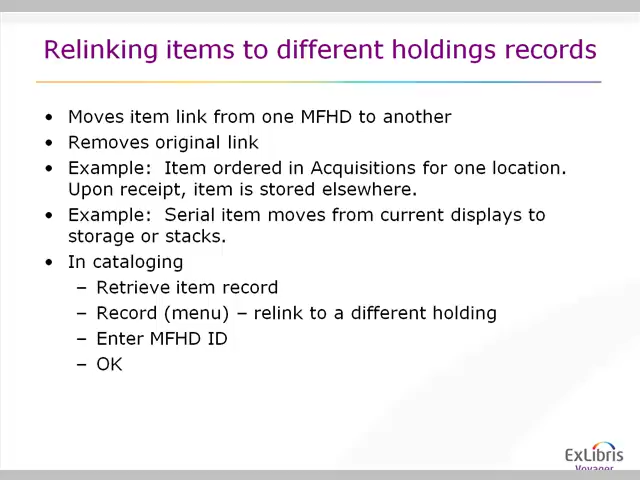 Relinking items to different holdings records
• Moves item link from one MFHD to another
• Removes original link
• Example:  Item ordered in Acquisitions for one location.
Upon receipt, item is stored elsewhere.
• Example:  Serial item moves from current displays to
storage or stacks.
• In cataloging
– Retrieve item record
– Record (menu) – relink to a different holding
– Enter MFHD ID
– OK
ExLibris
Voyager